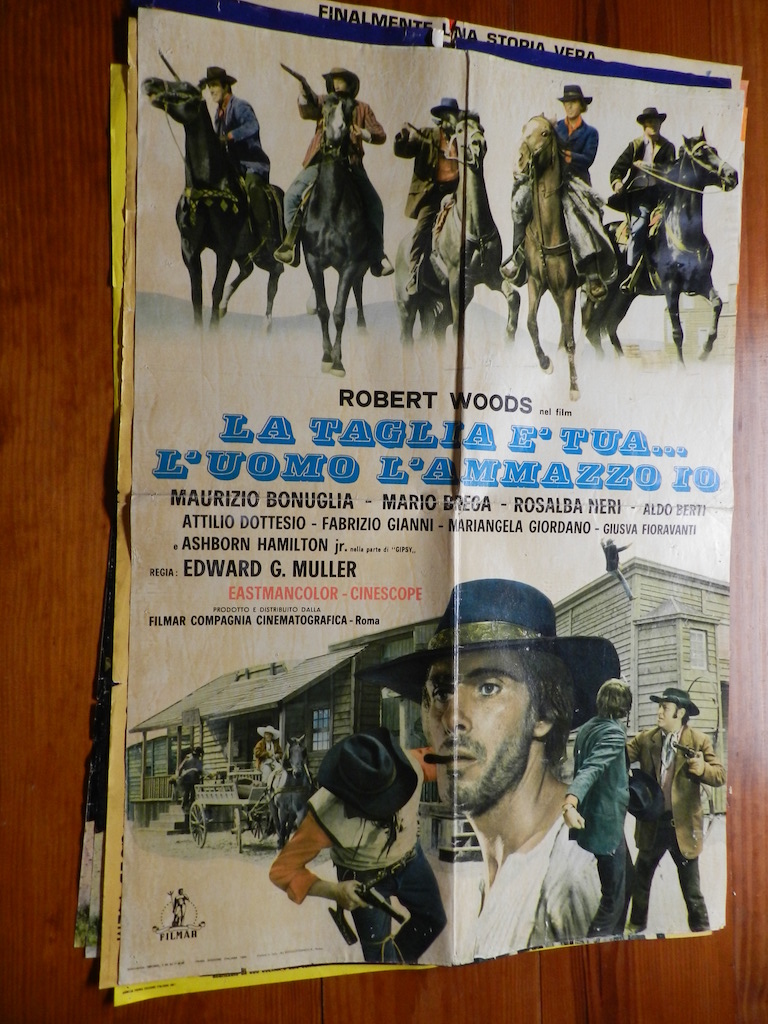 FINALMENTE UNA STORIA VERA
ROBERT WOODS nel film
LA TAGLIA E' TUA...
L'UOMO L'AMMAZZO IO
MAURIZIO BONUGLIA - MARIO BREGA - ROSALBA NERI - ALDO BERTI
ATTILIO DOTTESIO - FABRIZIO GIANNI - MARIANGELA GIORDANO - GIUSVA FIORAVANTI
e ASHBORN HAMILTON jr. nella parte di "GIPSY"
REGIA: EDWARD G. MULLER
EASTMANCOLOR - CINESCOPE
PRODOTTO E DISTRIBUITO DALLA
FILMAR COMPAGNIA CINEMATOGRAFICA - Roma
FILMAR